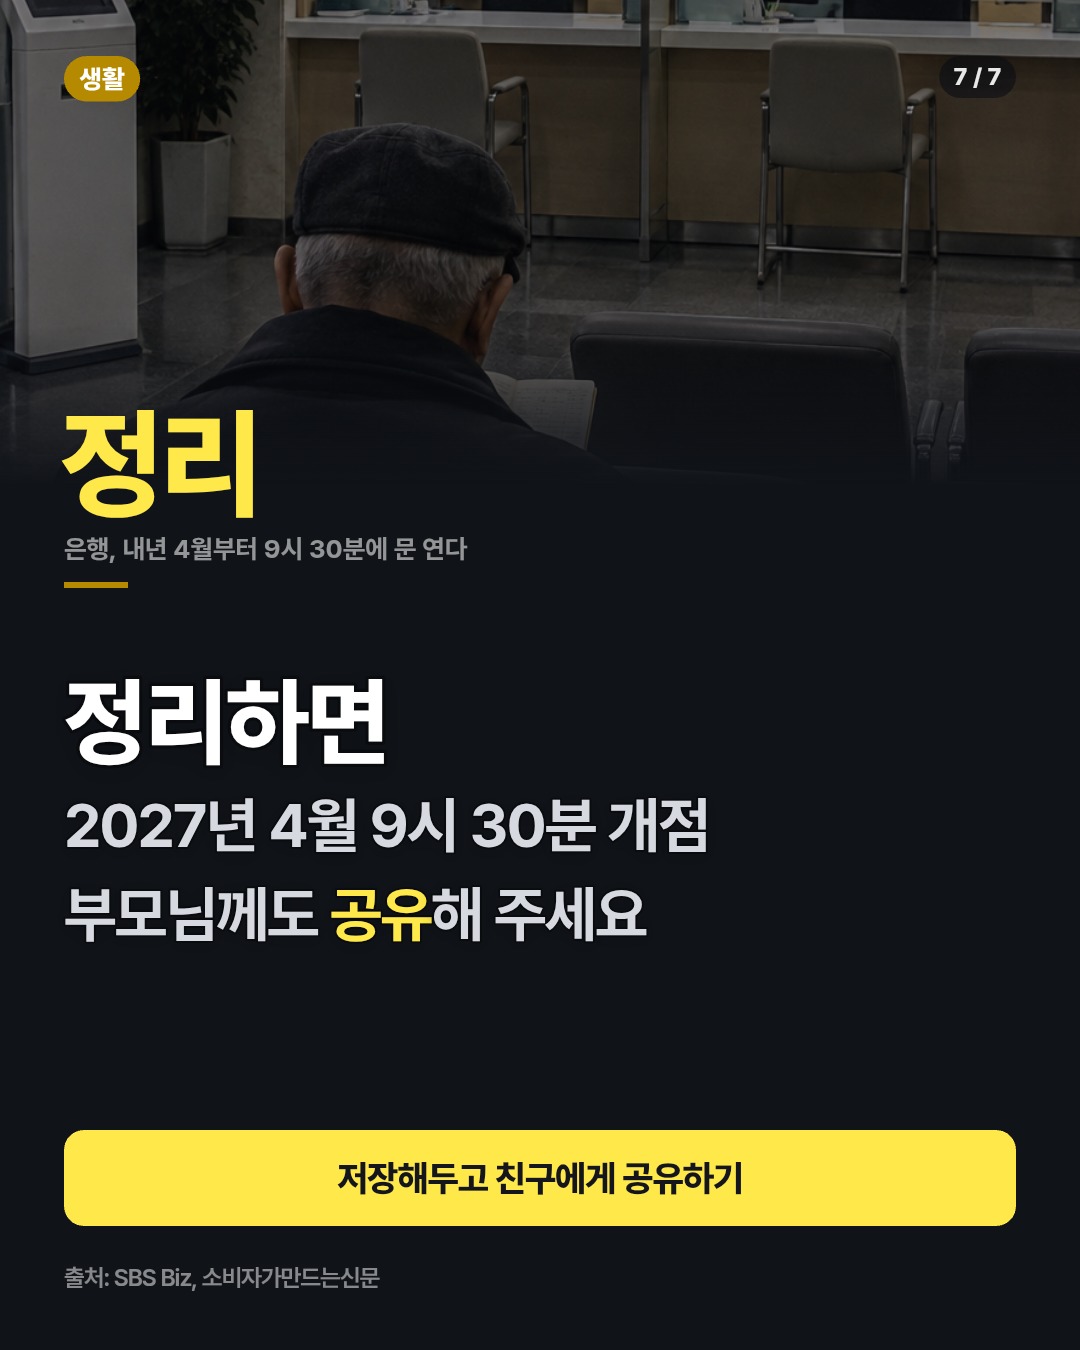 생활
7 / 7
정리
은행, 내년 4월부터 9시 30분에 문 연다
정리하면
2027년 4월 9시 30분 개점
부모님께도 공유해 주세요
저장해두고 친구에게 공유하기
출처: SBS Biz, 소비자가만드는신문